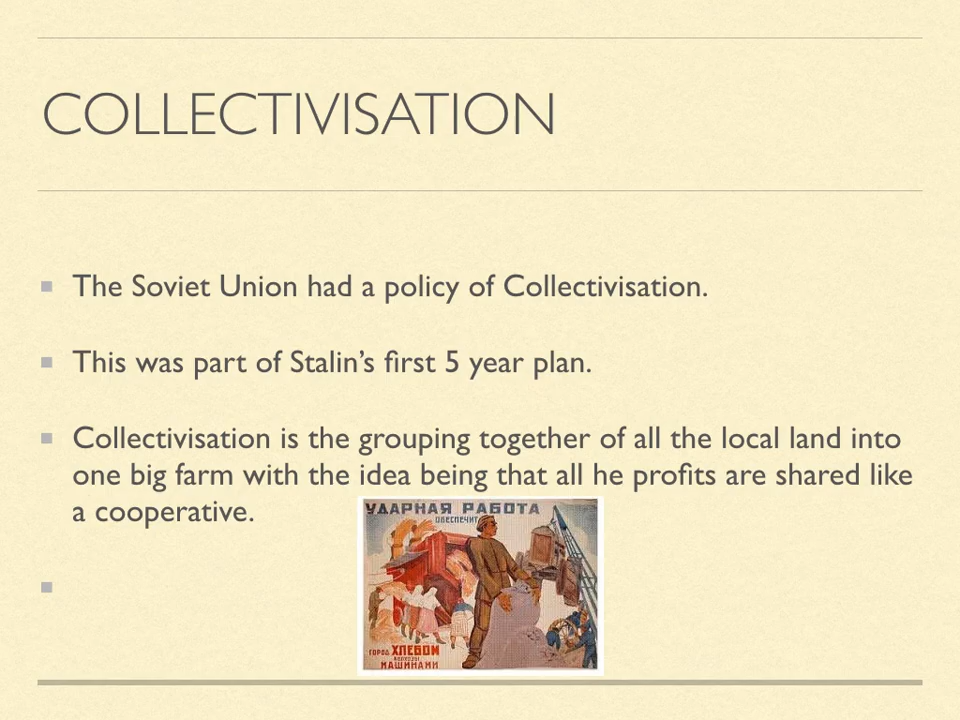 COLLECTIVISATION
The Soviet Union had a policy of Collectivisation.
This was part of Stalin's first 5 year plan.
Collectivisation is the grouping together of all the local land into
one big farm with the idea being that all he profits are shared like
a cooperative.
УДАРНАЯ РАБОТА
ОБЕСПЕЧИТ
ГОРОД ХЛЕБОМ
МАШИНАМИ